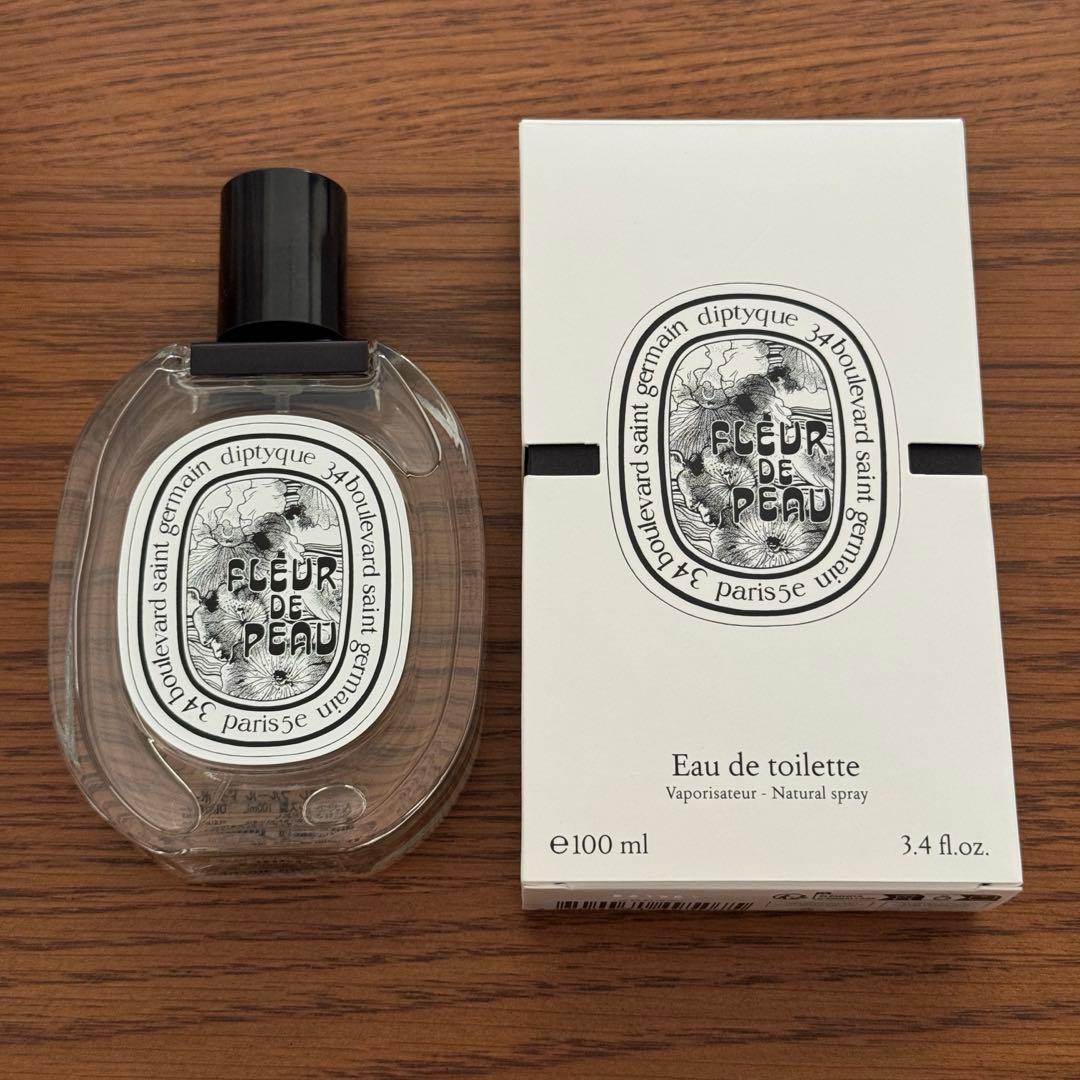 diptyque 34 boulevard saint germain paris 5e 34 boulevard saint germain
FLEUR
DE
PEAU
diptyque 34 boulevard saint germain paris 5e 34 boulevard saint germain
FLEUR
DE
PEAU
Eau de toilette
Vaporisateur - Natural spray
e 100 ml
3.4 fl.oz.